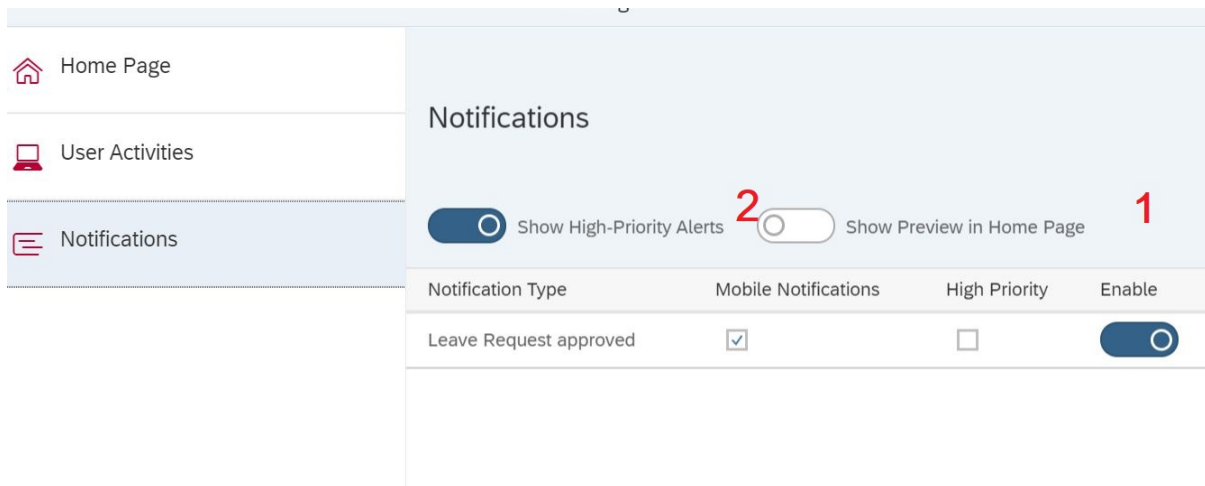 Home Page
User Activities
Notifications
Notifications
Show High-Priority Alerts 2 Show Preview in Home Page 1
Notification Type Mobile Notifications High Priority Enable
Leave Request approved